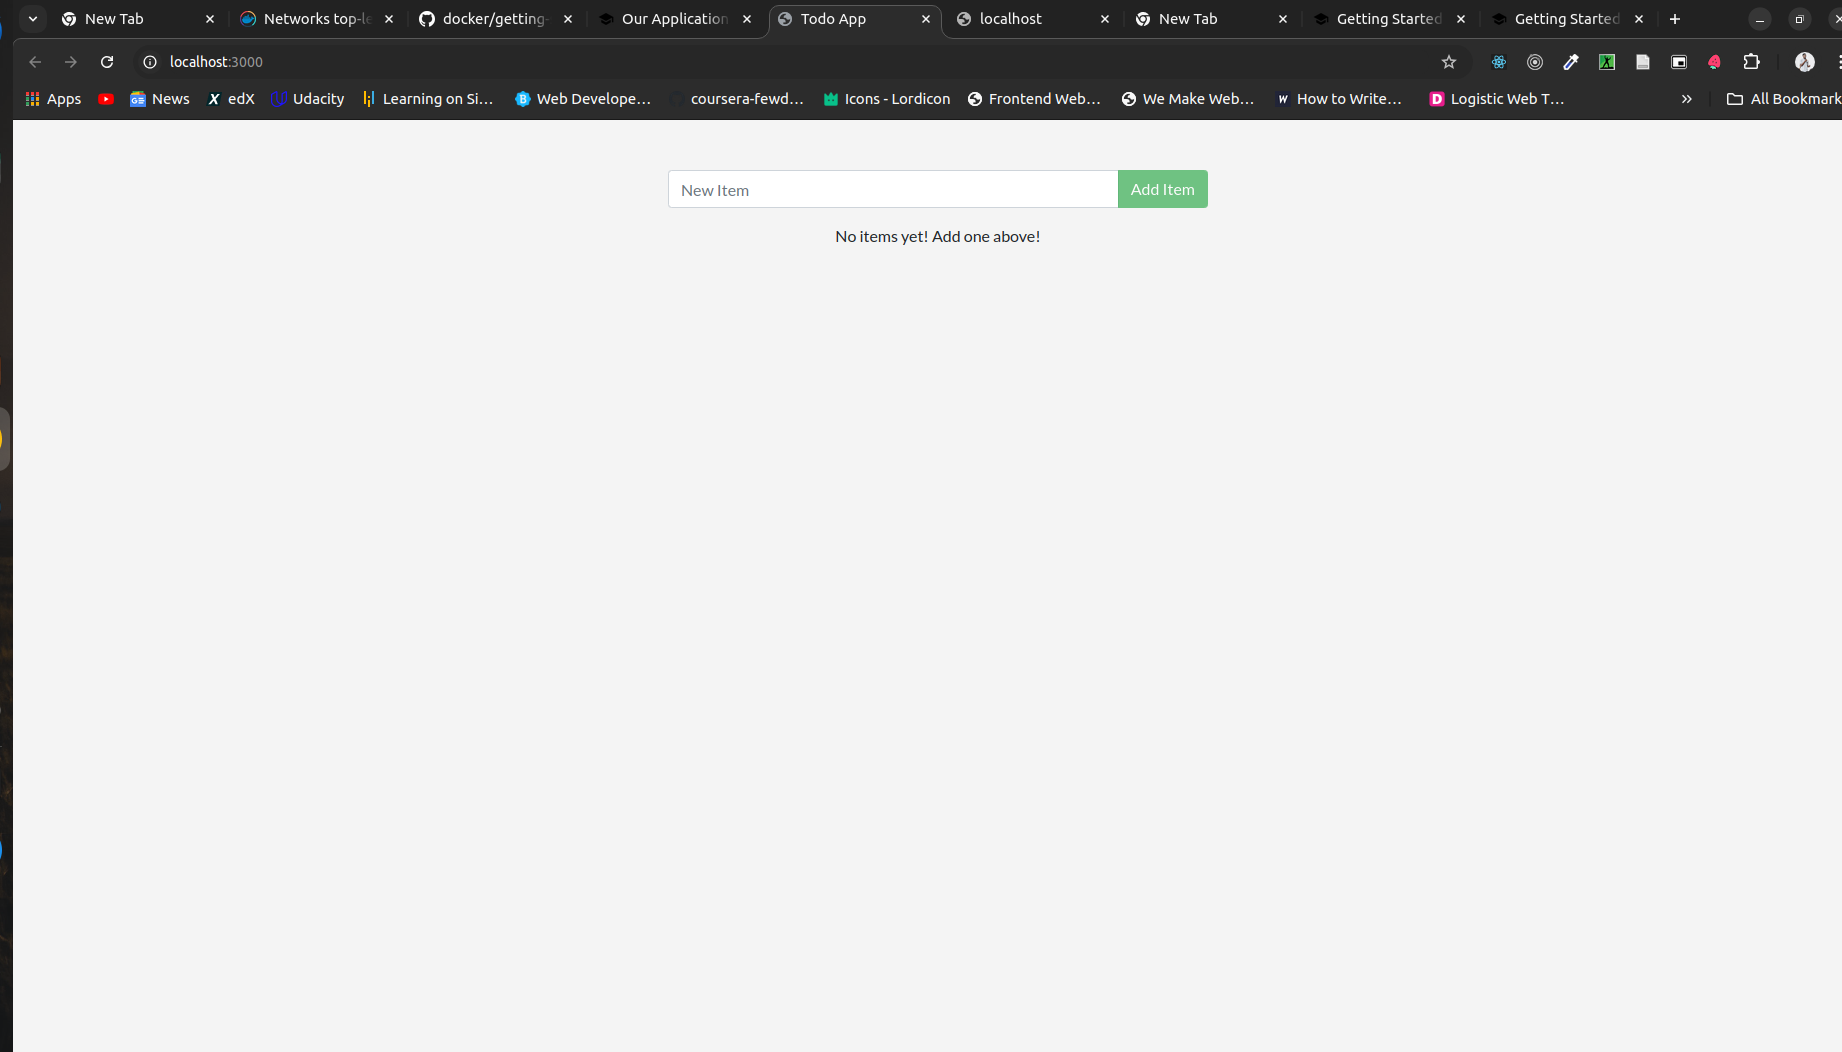 New Tab
Networks top-le
docker/getting-
Our Application
Todo App
localhost
New Tab
Getting Started
Getting Started
localhost:3000
Apps
News
edX
Udacity
Learning on Si...
Web Develope...
coursera-fewd...
Icons - Lordicon
Frontend Web...
We Make Web...
How to Write...
Logistic Web T...
All Bookmark
New Item
Add Item
No items yet! Add one above!